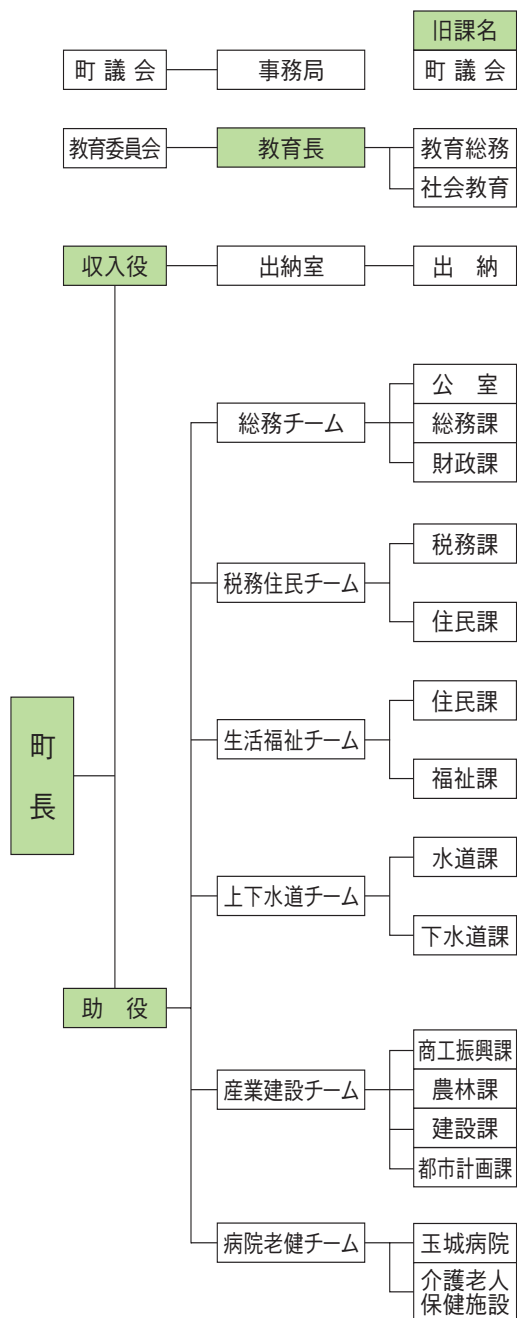 旧課名
町議会
事務局
町議会
教育委員会
教育長
教育総務
社会教育
収入役
出納室
出　納
総務チーム
公　室
総務課
財政課
税務住民チーム
税務課
住民課
町長
生活福祉チーム
住民課
福祉課
上下水道チーム
水道課
下水道課
助　役
産業建設チーム
商工振興課
農林課
建設課
都市計画課
病院老健チーム
玉城病院
介護老人
保健施設